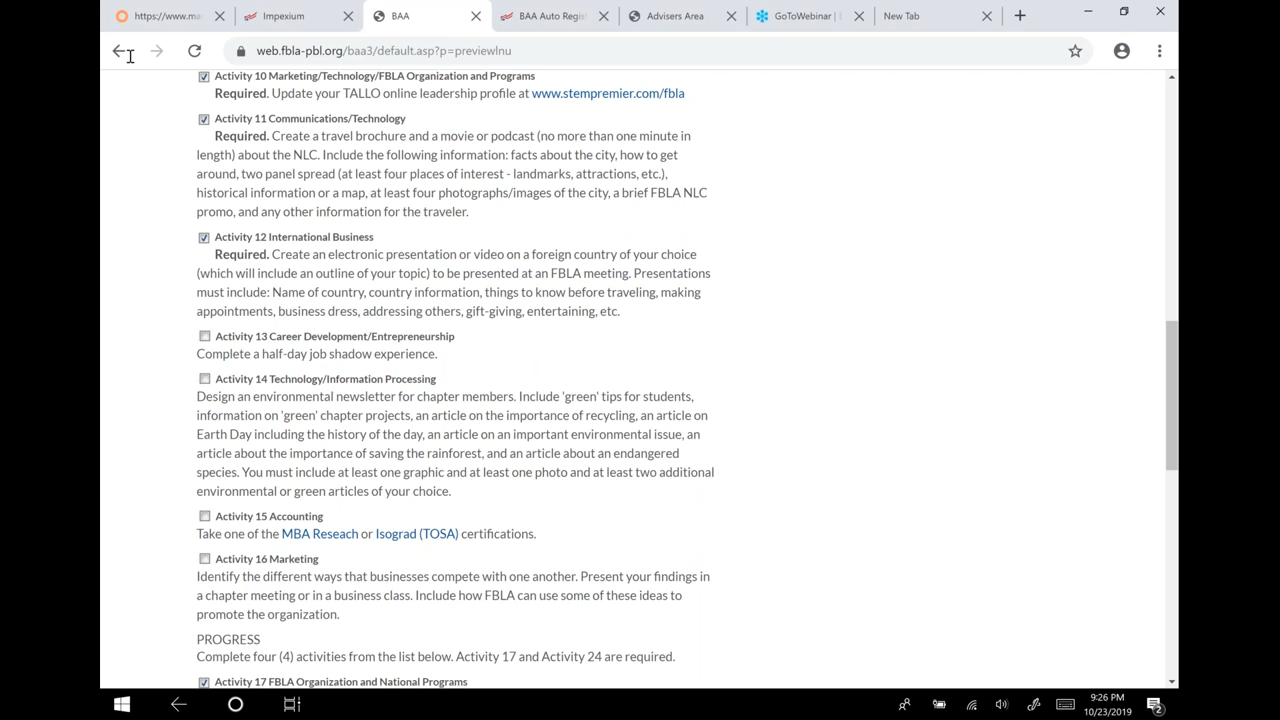 https://www.ma
Impexium
BAA
BAA Auto Regis
Advisers Area
GoToWebinar |
New Tab
web.fbla-pbl.org/baa3/default.asp?p=previewlnu
Activity 10 Marketing/Technology/FBLA Organization and Programs
Required. Update your TALLO online leadership profile at www.stempremier.com/fbla
Activity 11 Communications/Technology
Required. Create a travel brochure and a movie or podcast (no more than one minute in
length) about the NLC. Include the following information: facts about the city, how to get
around, two panel spread (at least four places of interest - landmarks, attractions, etc.),
historical information or a map, at least four photographs/images of the city, a brief FBLA NLC
promo, and any other information for the traveler.
Activity 12 International Business
Required. Create an electronic presentation or video on a foreign country of your choice
(which will include an outline of your topic) to be presented at an FBLA meeting. Presentations
must include: Name of country, country information, things to know before traveling, making
appointments, business dress, addressing others, gift-giving, entertaining, etc.
Activity 13 Career Development/Entrepreneurship
Complete a half-day job shadow experience.
Activity 14 Technology/Information Processing
Design an environmental newsletter for chapter members. Include 'green' tips for students,
information on 'green' chapter projects, an article on the importance of recycling, an article on
Earth Day including the history of the day, an article on an important environmental issue, an
article about the importance of saving the rainforest, and an article about an endangered
species. You must include at least one graphic and at least one photo and at least two additional
environmental or green articles of your choice.
Activity 15 Accounting
Take one of the MBA Reseach or Isograd (TOSA) certifications.
Activity 16 Marketing
Identify the different ways that businesses compete with one another. Present your findings in
a chapter meeting or in a business class. Include how FBLA can use some of these ideas to
promote the organization.
PROGRESS
Complete four (4) activities from the list below. Activity 17 and Activity 24 are required.
Activity 17 FBLA Organization and National Programs
9:26 PM
10/23/2019
2